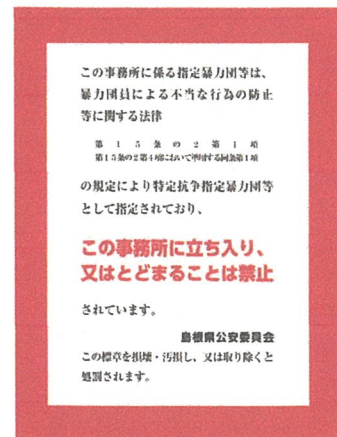 この事務所に係る指定暴力団等は、
暴力団員による不当な行為の防止
等に関する法律
第15条の2第1項
第15条の2第4項において準用する同条第1項
の規定により特定抗争指定暴力団等
として指定されており、
この事務所に立ち入り、
又はとどまることは禁止
されています。
島根県公安委員会
この標章を損壊・汚損し、又は取り除くと
処罰されます。